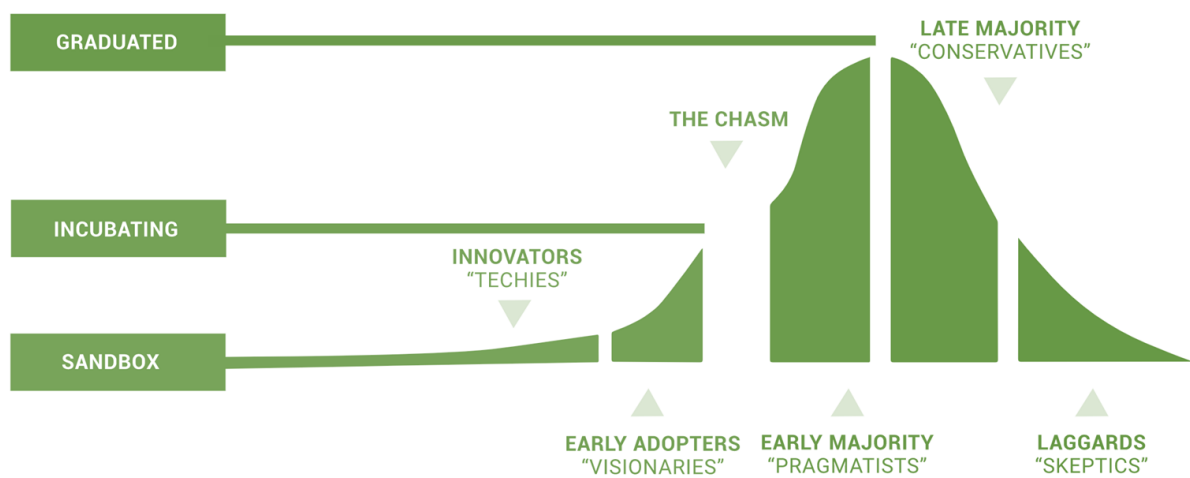 GRADUATED
LATE MAJORITY
“CONSERVATIVES”
THE CHASM
INCUBATING
INNOVATORS
“TECHIES”
SANDBOX
EARLY ADOPTERS
“VISIONARIES”
EARLY MAJORITY
“PRAGMATISTS”
LAGGARDS
“SKEPTICS”